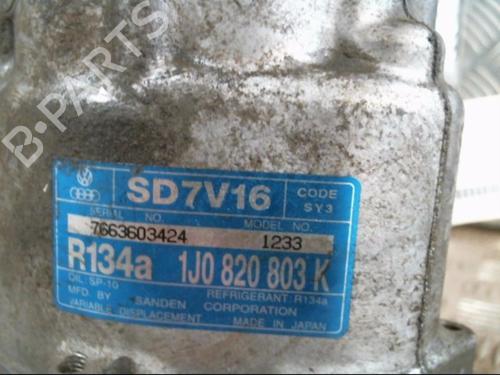 B-PARTS
SD7V16
CODE
SY3
SERIAL NO.
MODEL NO.
7663603424
1233
R134a 1J0 820 803 K
OIL, SP-10
REFRIGERANT R134a
MFD. BY SANDEN CORPORATION
VARIABLE DISPLACEMENT MADE IN JAPAN